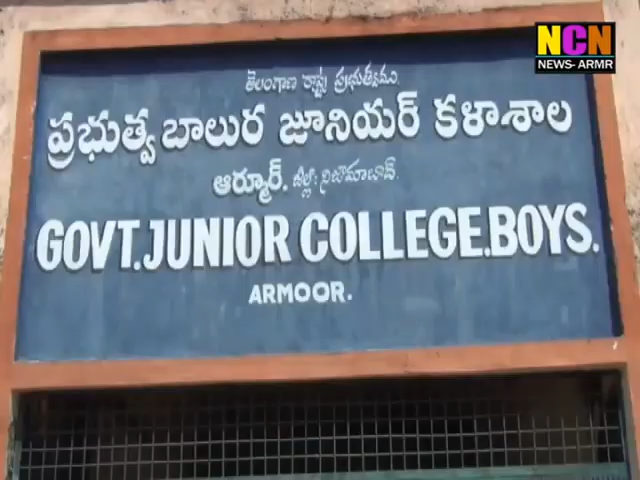 NCN
NEWS- ARMR
తెలంగాణ రాష్ట్ర ప్రభుత్వము.
ప్రభుత్వ బాలుర జూనియర్ కళాశాల
ఆర్మూర్. జిల్లా: నిజామాబాద్.
GOVT.JUNIOR COLLEGE.BOYS.
ARMOOR.